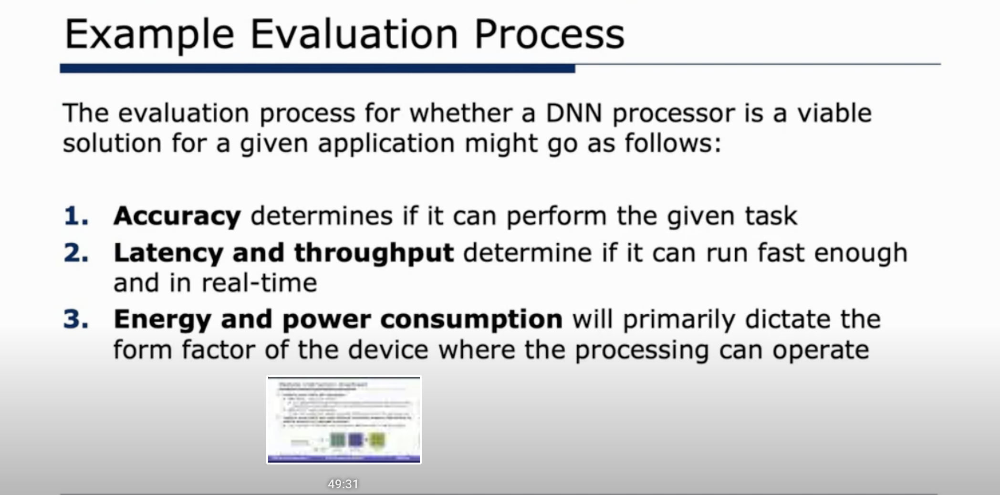 Example Evaluation Process
The evaluation process for whether a DNN processor is a viable
solution for a given application might go as follows:
1. Accuracy determines if it can perform the given task
2. Latency and throughput determine if it can run fast enough
and in real-time
3. Energy and power consumption will primarily dictate the
form factor of the device where the processing can operate
49:31